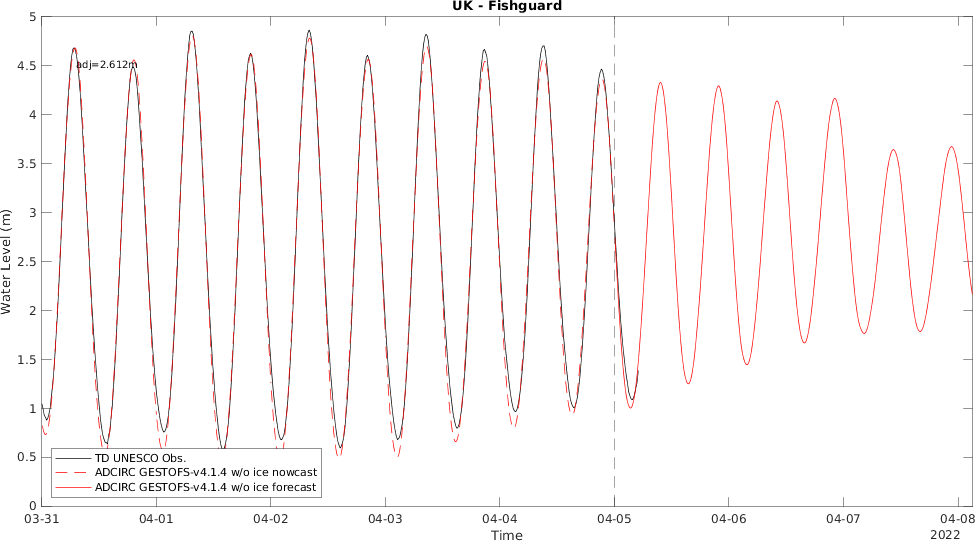 UK - Fishguard
5
4.5
4
3.5
3
2.5
2
1.5
1
0.5
0
Water Level (m)
adj=2.612m
TD UNESCO Obs.
ADCIRC GESTOFS-v4.1.4 w/o ice nowcast
ADCIRC GESTOFS-v4.1.4 w/o ice forecast
03-31 04-01 04-02 04-03 04-04 04-05 04-06 04-07 04-08
Time
2022